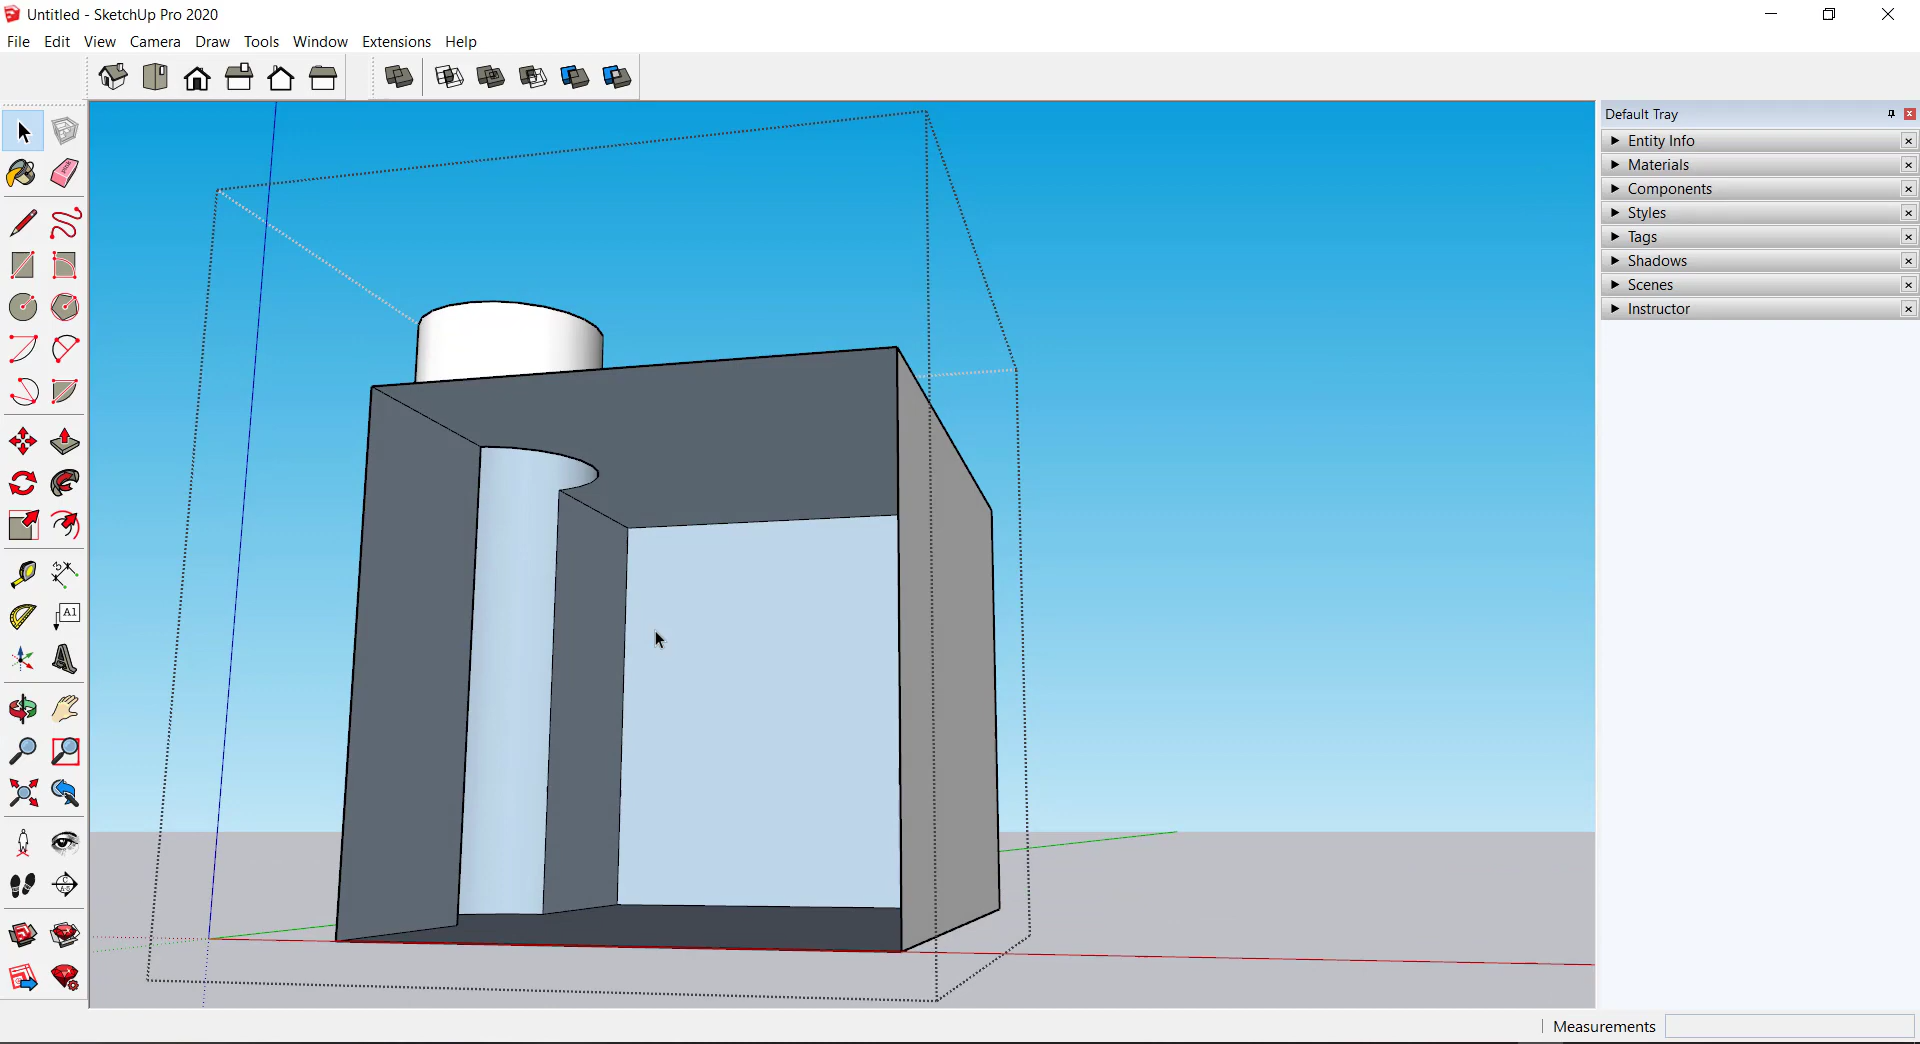 Untitled - SketchUp Pro 2020
File Edit View Camera Draw Tools Window Extensions Help
Default Tray
Entity Info
Materials
Components
Styles
Tags
Shadows
Scenes
Instructor
A1
Measurements